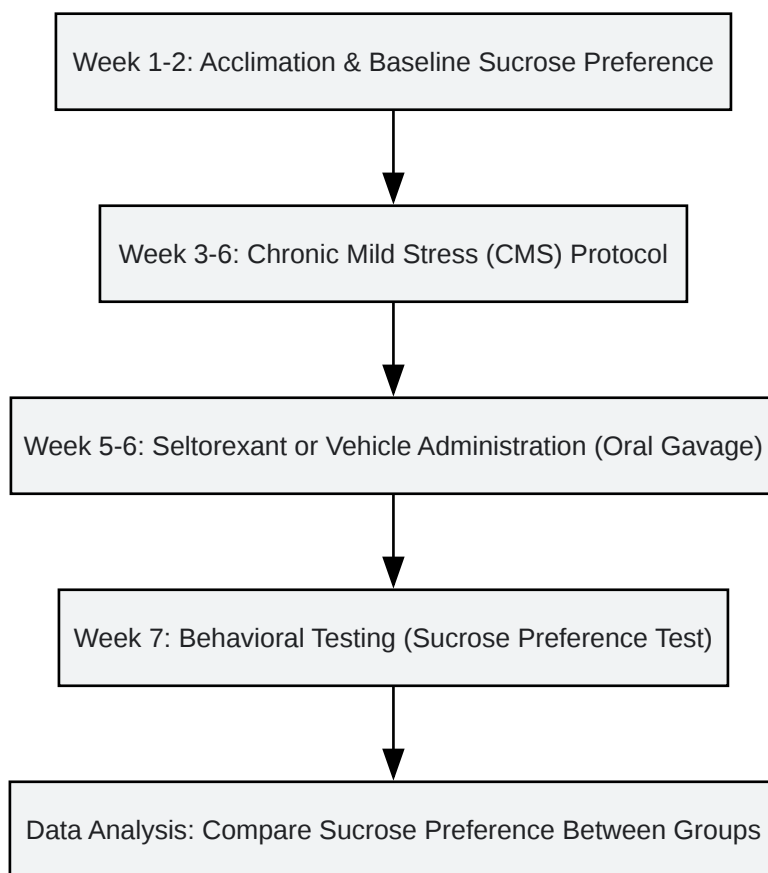 Week 1-2: Acclimation & Baseline Sucrose Preference
Week 3-6: Chronic Mild Stress (CMS) Protocol
Week 5-6: Seltorexant or Vehicle Administration (Oral Gavage)
Week 7: Behavioral Testing (Sucrose Preference Test)
Data Analysis: Compare Sucrose Preference Between Groups